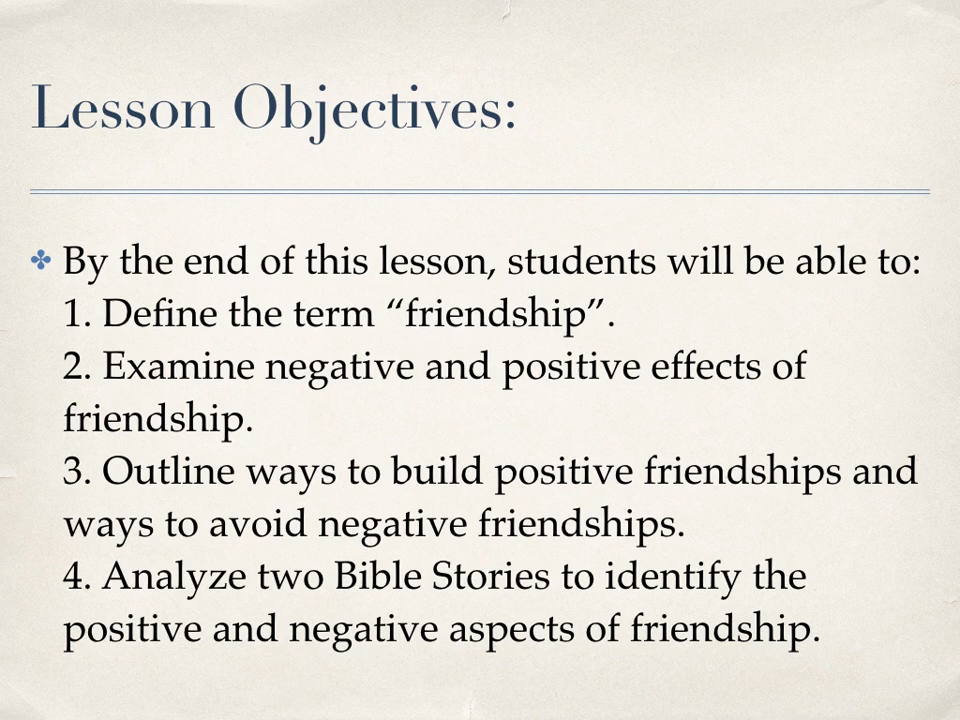 Lesson Objectives:
✤ By the end of this lesson, students will be able to:
1. Define the term “friendship”.
2. Examine negative and positive effects of
friendship.
3. Outline ways to build positive friendships and
ways to avoid negative friendships.
4. Analyze two Bible Stories to identify the
positive and negative aspects of friendship.